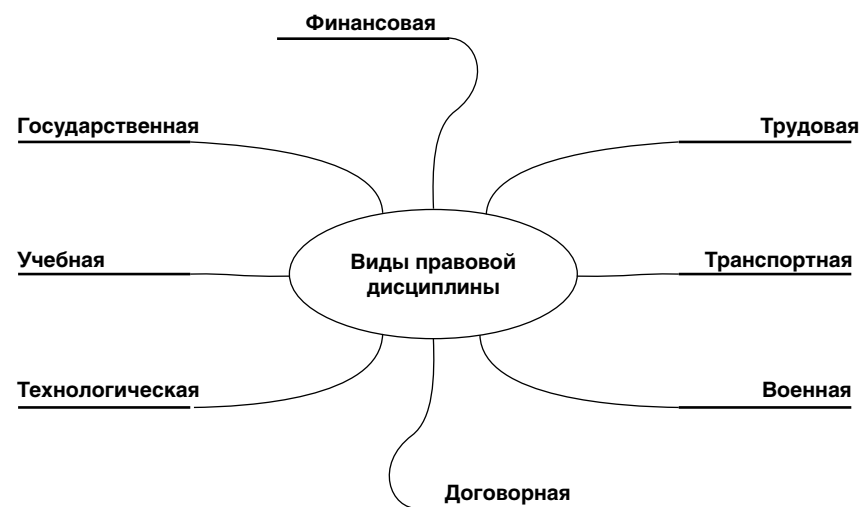 Финансовая
Государственная
Трудовая
Учебная
Виды правовой
дисциплины
Транспортная
Технологическая
Военная
Договорная